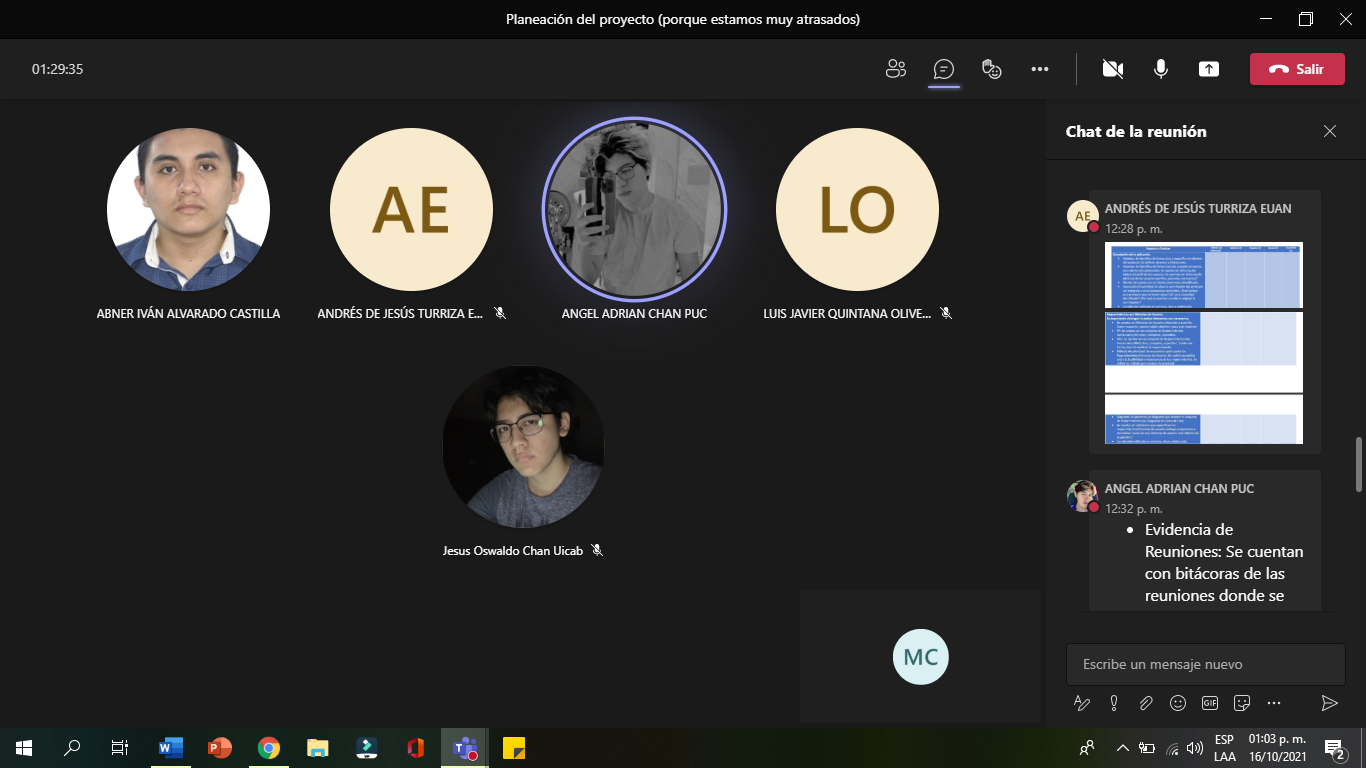 Planeación del proyecto (porque estamos muy atrasados)
01:29:35
Salir
Chat de la reunión
AE
LO
ABNER IVÁN ALVARADO CASTILLA
ANDRÉS DE JESÚS TURRIZA E...
ANGEL ADRIAN CHAN PUC
LUIS JAVIER QUINTANA OLIVE...
Jesus Oswaldo Chan Uicab
MC
AE
ANDRÉS DE JESÚS TURRIZA EUAN
12:28 p. m.
ANGEL ADRIAN CHAN PUC
12:32 p. m.
• Evidencia de
Reuniones: Se cuentan
con bitácoras de las
reuniones donde se
Escribe un mensaje nuevo
GIF
ESP
LAA
01:03 p. m.
16/10/2021
2